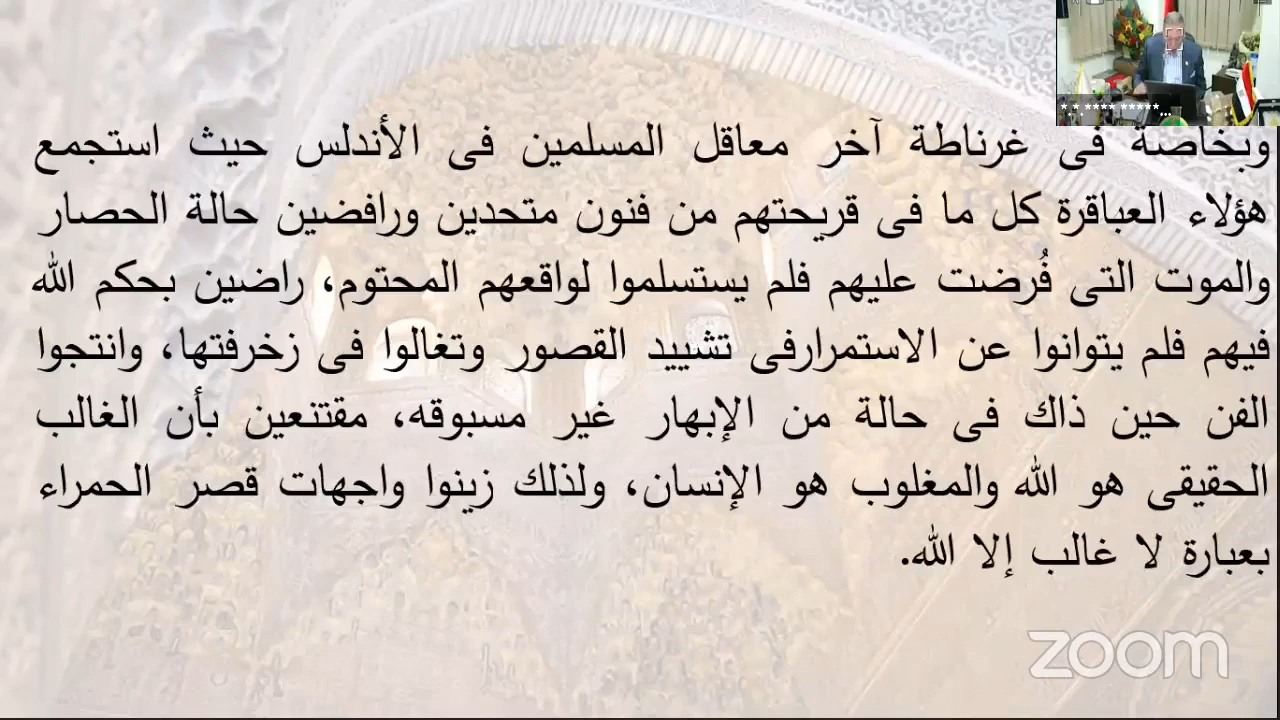 وبخاصة فى غرناطة آخر معاقل المسلمين فى الأندلس حيث استجمع
هؤلاء العباقرة كل ما فى قريحتهم من فنون متحدين ورافضين حالة الحصار
والموت التى فُرضت عليهم فلم يستسلموا لواقعهم المحتوم، راضين بحكم الله
فيهم فلم يتوانوا عن الاستمرارفى تشييد القصور وتغالوا فى زخرفتها، وانتجوا
الفن حين ذاك فى حالة من الإبهار غير مسبوقه، مقتنعين بأن الغالب
الحقيقى هو الله والمغلوب هو الإنسان، ولذلك زينوا واجهات قصر الحمراء
بعبارة لا غالب إلا الله.
* * **** *****...
zoom